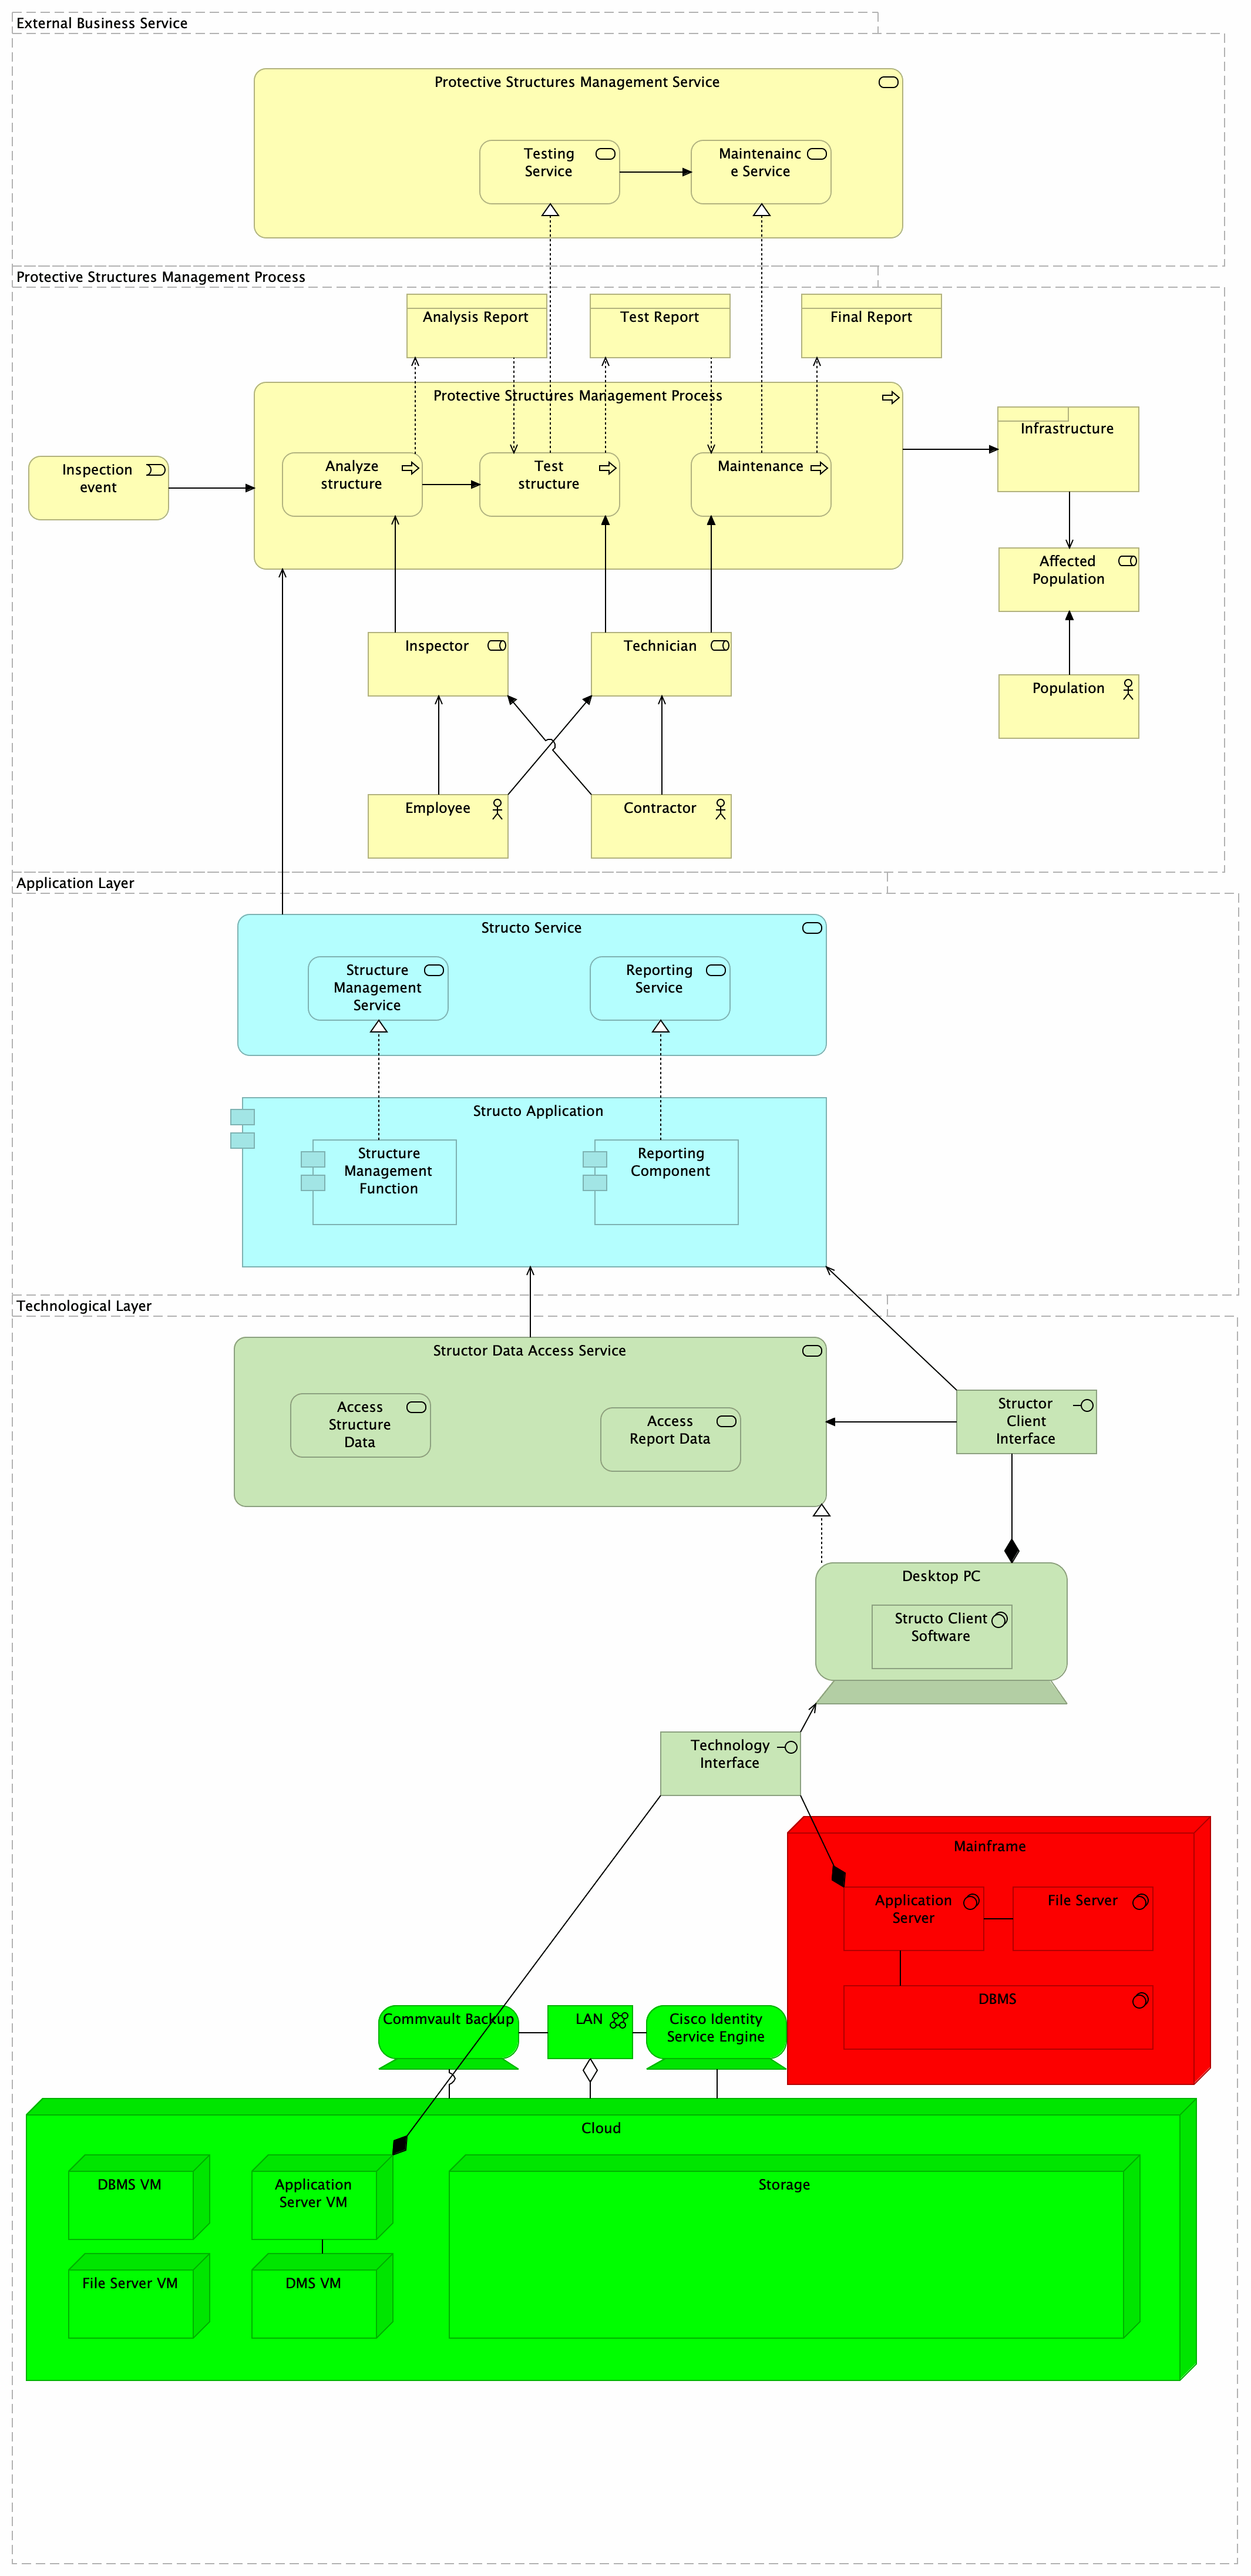 External Business Service
Protective Structures Management Service
Testing
Service
Maintenainc
e Service
Protective Structures Management Process
Analysis Report
Test Report
Final Report
Protective Structures Management Process
Infrastructure
Inspection
event
Analyze
structure
Test
structure
Maintenance
Affected
Population
Inspector
Technician
Population
Employee
Contractor
Application Layer
Structo Service
Structure
Management
Service
Reporting
Service
Structo Application
Structure
Management
Function
Reporting
Component
Technological Layer
Structor Data Access Service
Access
Structure
Data
Access
Report Data
Structor
Client
Interface
Desktop PC
Structo Client
Software
Technology
Interface
Mainframe
Application
Server
File Server
DBMS
Commvault Backup
LAN
Cisco Identity
Service Engine
Cloud
DBMS VM
Application
Server VM
Storage
File Server VM
DMS VM